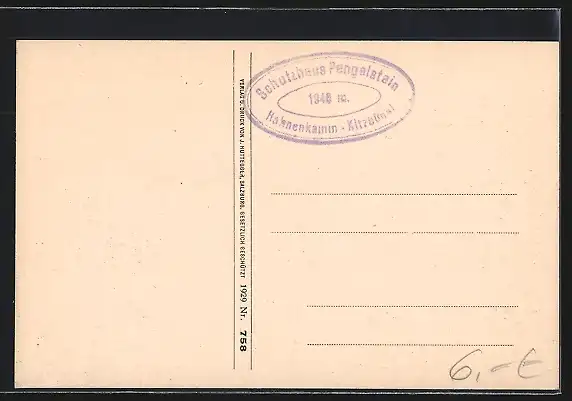 Schutzhaus Pengelstein
1940 m.
Hahnenkamm - Kitzbühel
VERLAG U. DRUCK VON J. HUTTEGGER, SALZBURG. GESETZLICH GESCHÜTZT 1929 Nr. 758
6,- €